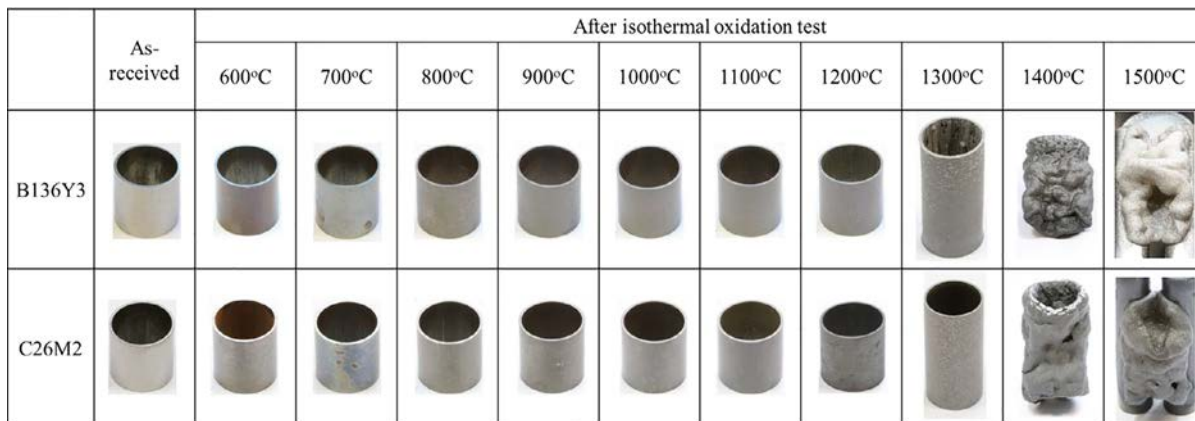 After isothermal oxidation test
As-
received
600°C
700°C
800°C
900°C
1000°C
1100°C
1200°C
1300°C
1400°C
1500°C
B136Y3
C26M2